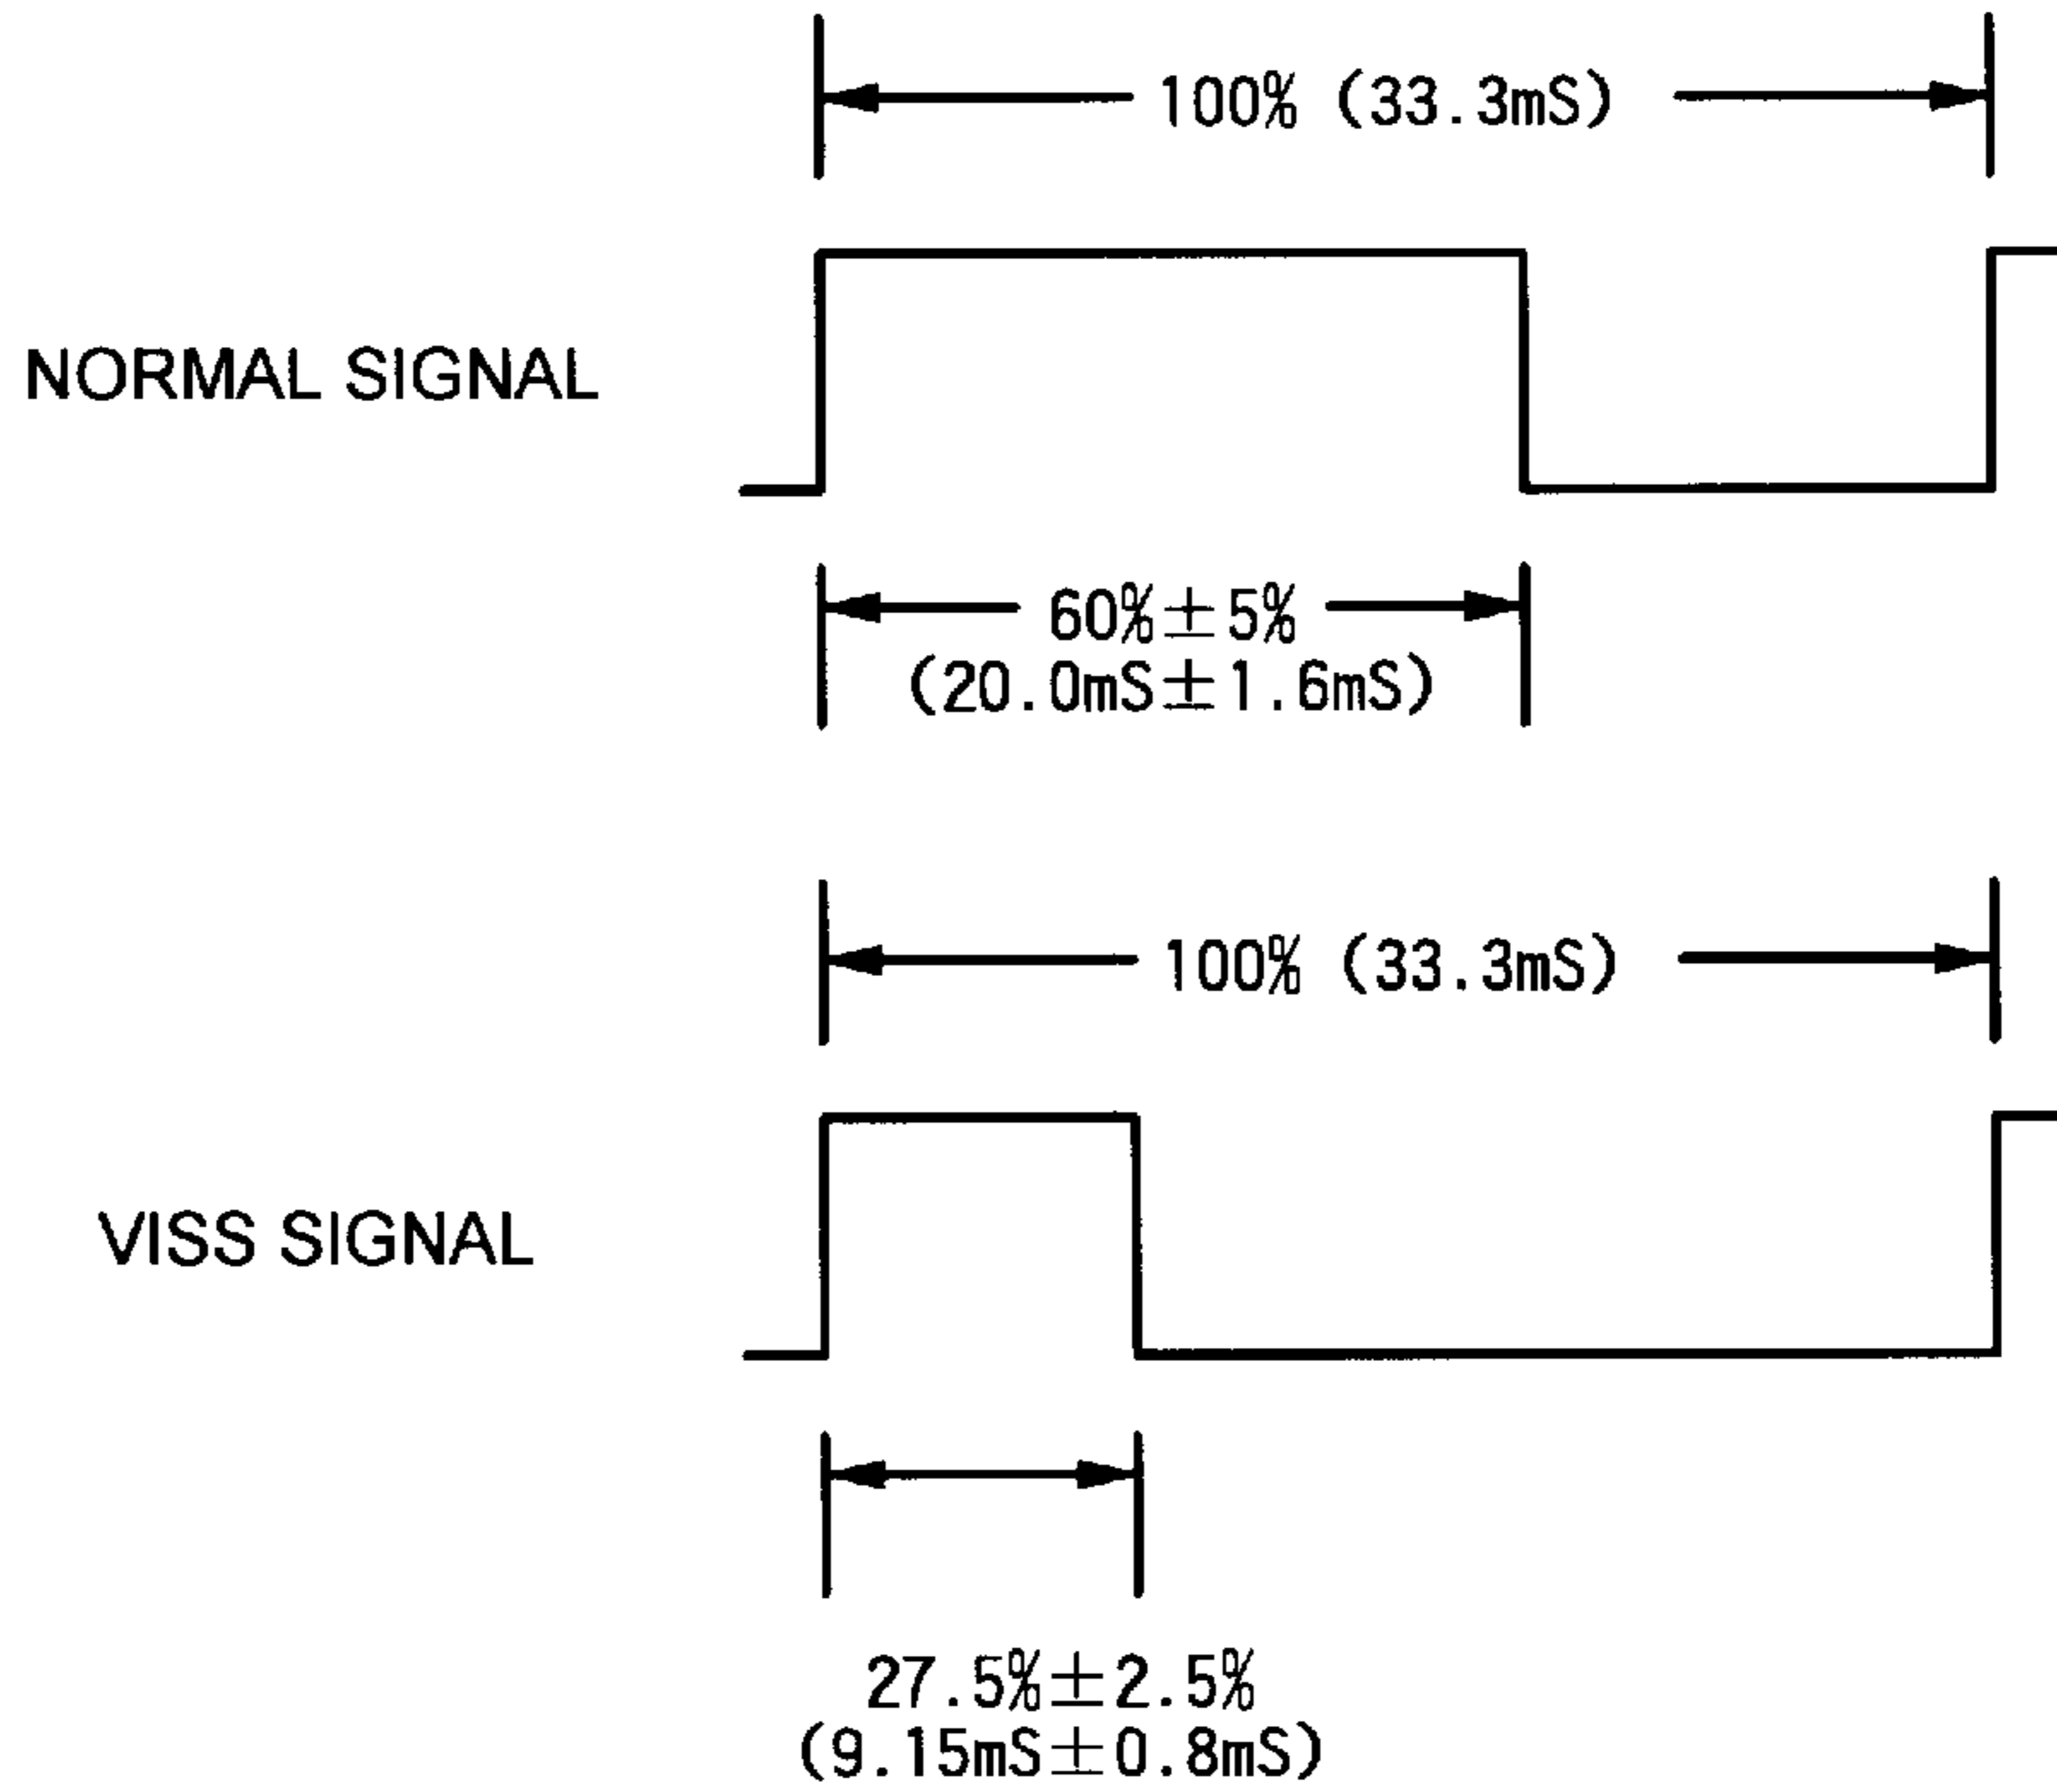 100% (33.3mS)
NORMAL SIGNAL
60%±5%
(20.0mS±1.6mS)
100% (33.3mS)
VISS SIGNAL
27.5%±2.5%
(9.15mS±0.8mS)